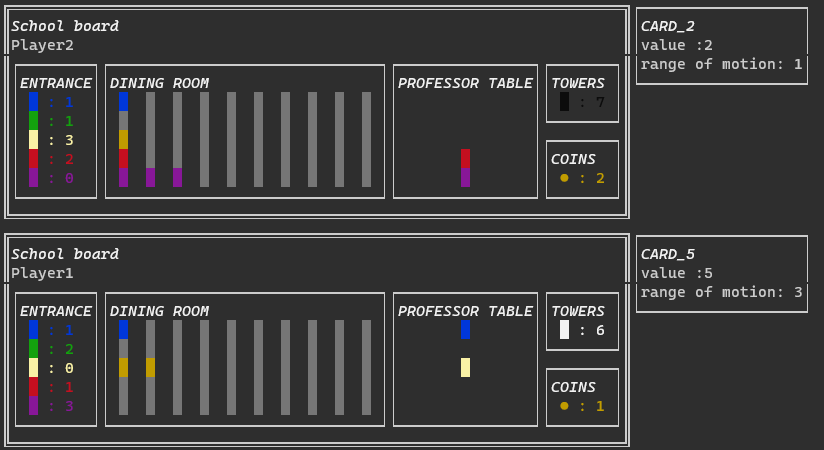 School board
Player2
ENTRANCE
: 1
: 1
: 3
: 2
: 0
DINING ROOM
PROFESSOR TABLE
TOWERS
: 7
COINS
● : 2
CARD_2
value :2
range of motion: 1
School board
Player1
ENTRANCE
: 1
: 2
: 0
: 1
: 3
DINING ROOM
PROFESSOR TABLE
TOWERS
: 6
COINS
● : 1
CARD_5
value :5
range of motion: 3